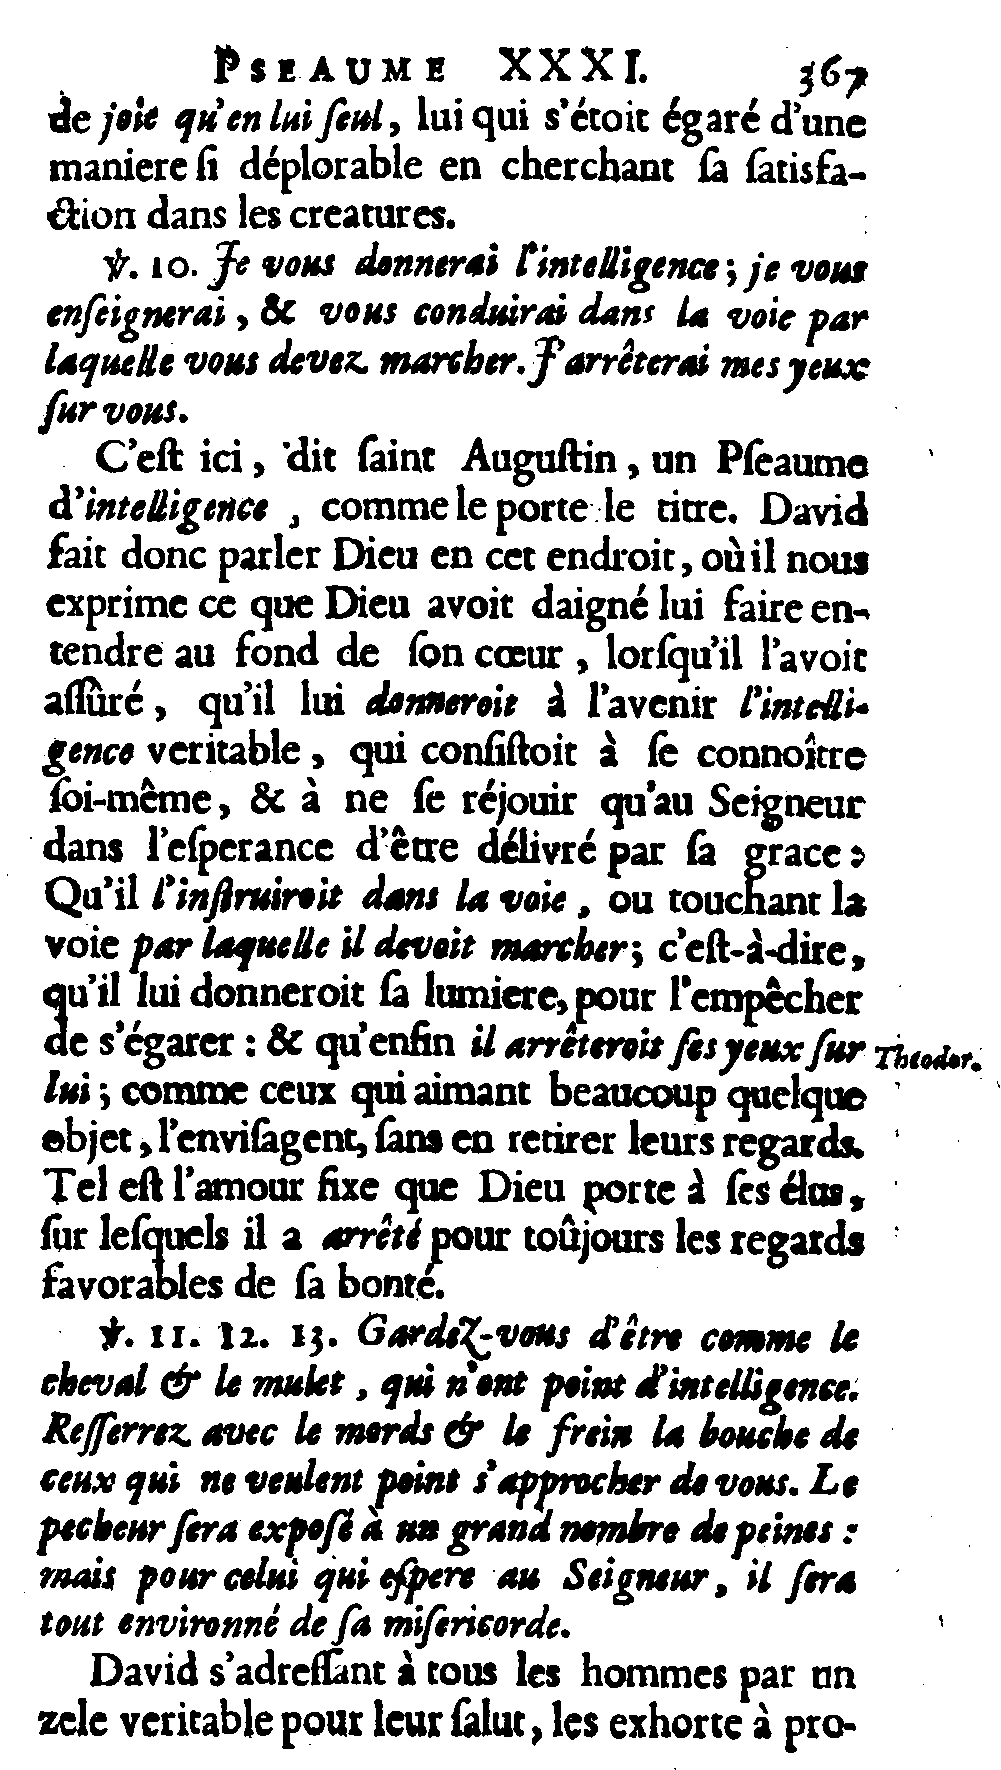 PSEAUME XXXI. 367
de joie qu'en lui ſeul, lui qui s'étoit égaré d'une
maniere ſi déplorable en cherchant ſa ſatisfa-
ction dans les creatures.
℣. 10. Je vous donnerai l'intelligence; je vous
enſeignerai, & vous conduirai dans la voie par
laquelle vous devez marcher. J'arrêterai mes yeux
ſur vous.
C'eſt ici, dit ſaint Auguſtin, un Pſeaume
d'intelligence, comme le porte le titre. David
fait donc parler Dieu en cet endroit, où il nous
exprime ce que Dieu avoit daigné lui faire en-
tendre au fond de ſon cœur, lorſqu'il l'avoit
aſſûré, qu'il lui donneroit à l'avenir l'intelli-
gence veritable, qui conſiſtoit à ſe connoître
ſoi-même, & à ne ſe réjouir qu'au Seigneur
dans l'eſperance d'être délivré par ſa grace:
Qu'il l'inſtruiroit dans la voie, ou touchant la
voie par laquelle il devoit marcher; c'eſt-à-dire,
qu'il lui donneroit ſa lumiere, pour l'empêcher
de s'égarer : & qu'enfin il arrêteroit ſes yeux ſur Theodor.
lui; comme ceux qui aimant beaucoup quelque
objet, l'enviſagent, ſans en retirer leurs regards.
Tel eſt l'amour fixe que Dieu porte à ſes élus,
ſur leſquels il a arrêté pour toûjours les regards
favorables de ſa bonté.
℣. 11. 12. 13. Gardez-vous d'être comme le
cheval & le mulet, qui n'ont point d'intelligence.
Reſſerrez avec le mords & le frein la bouche de
ceux qui ne veulent point s'approcher de vous. Le
pecheur ſera expoſé à un grand nombre de peines :
mais pour celui qui eſpere au Seigneur, il ſera
tout environné de ſa miſericorde.
David s'adreſſant à tous les hommes par un
zele veritable pour leur ſalut, les exhorte à pro-